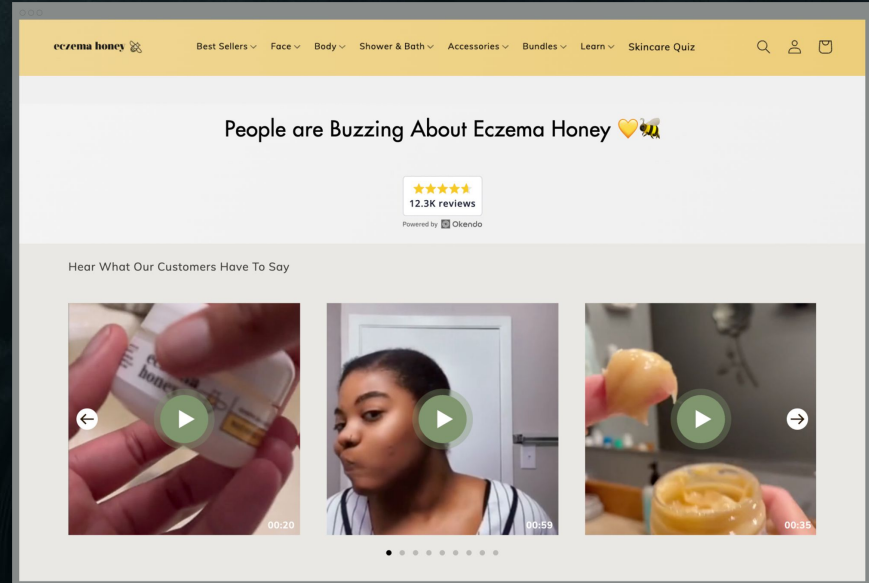 eczema honey
Best Sellers Face Body Shower & Bath Accessories Bundles Learn Skincare Quiz
People are Buzzing About Eczema Honey 💛🐝
12.3K reviews
Powered by Okendo
Hear What Our Customers Have To Say
eczema
honey
00:20
00:59
00:35